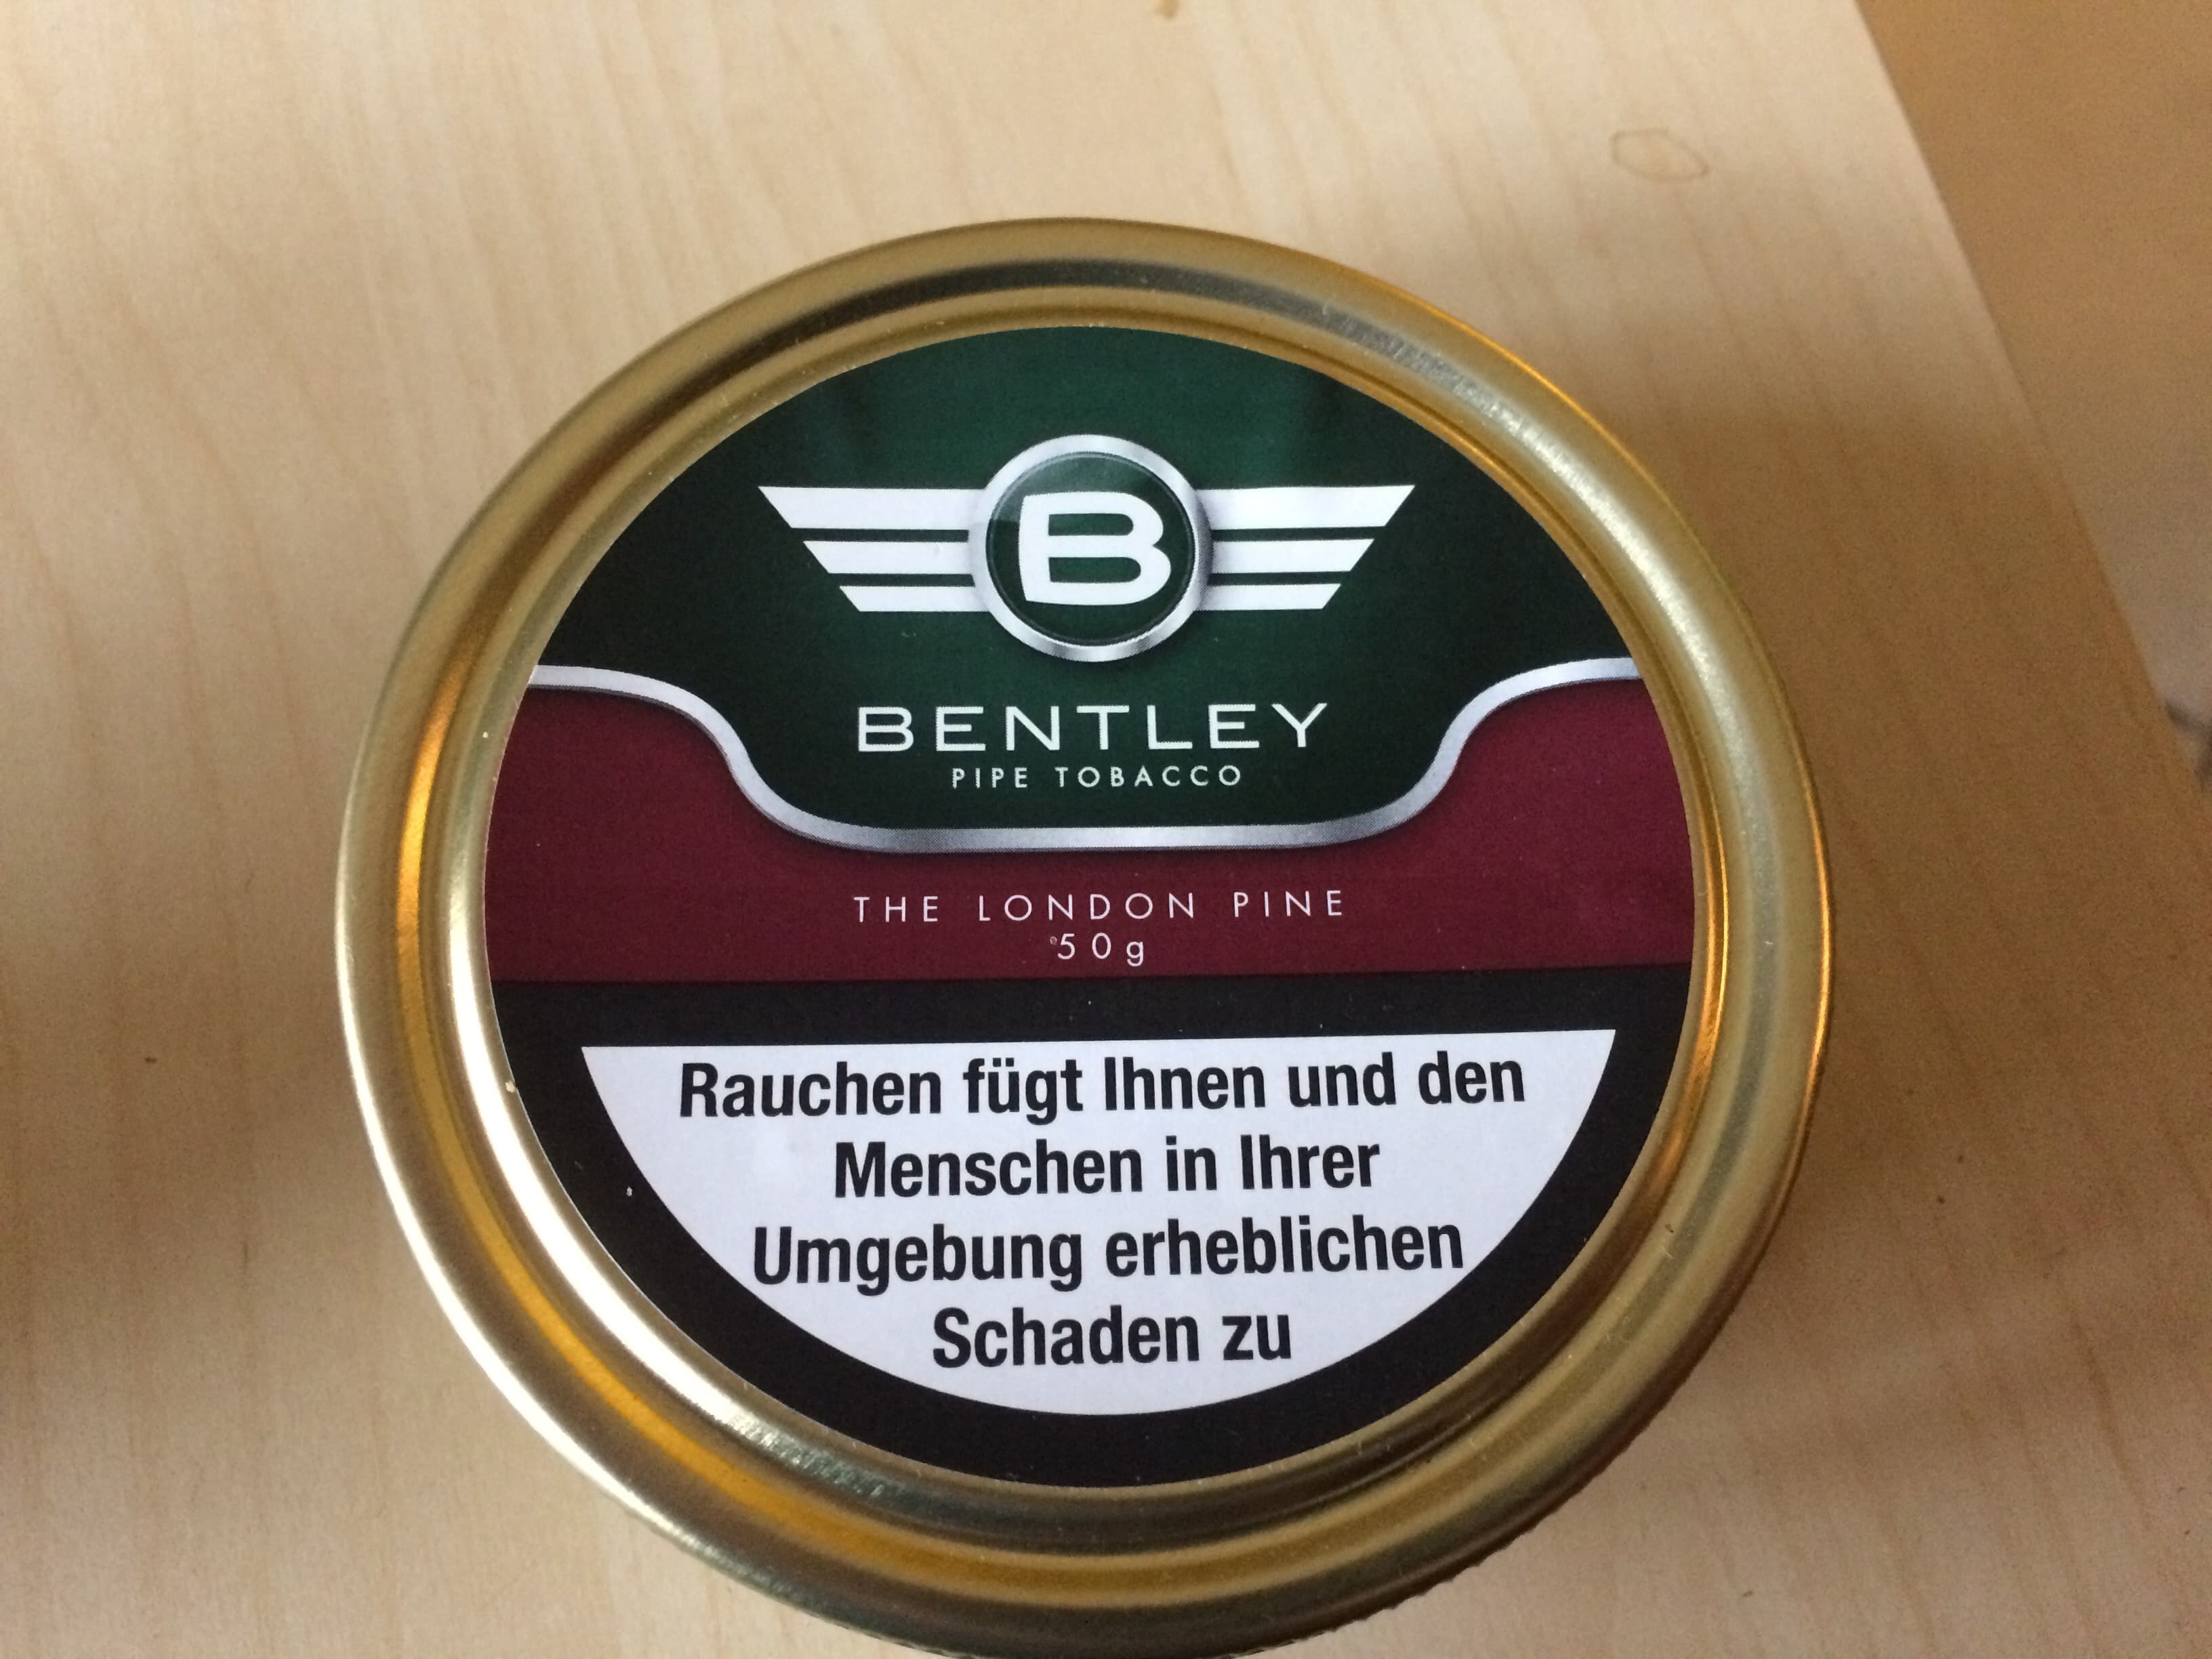 B
BENTLEY
PIPE TOBACCO
THE LONDON PINE
50g
Rauchen fügt Ihnen und den
Menschen in Ihrer
Umgebung erheblichen
Schaden zu